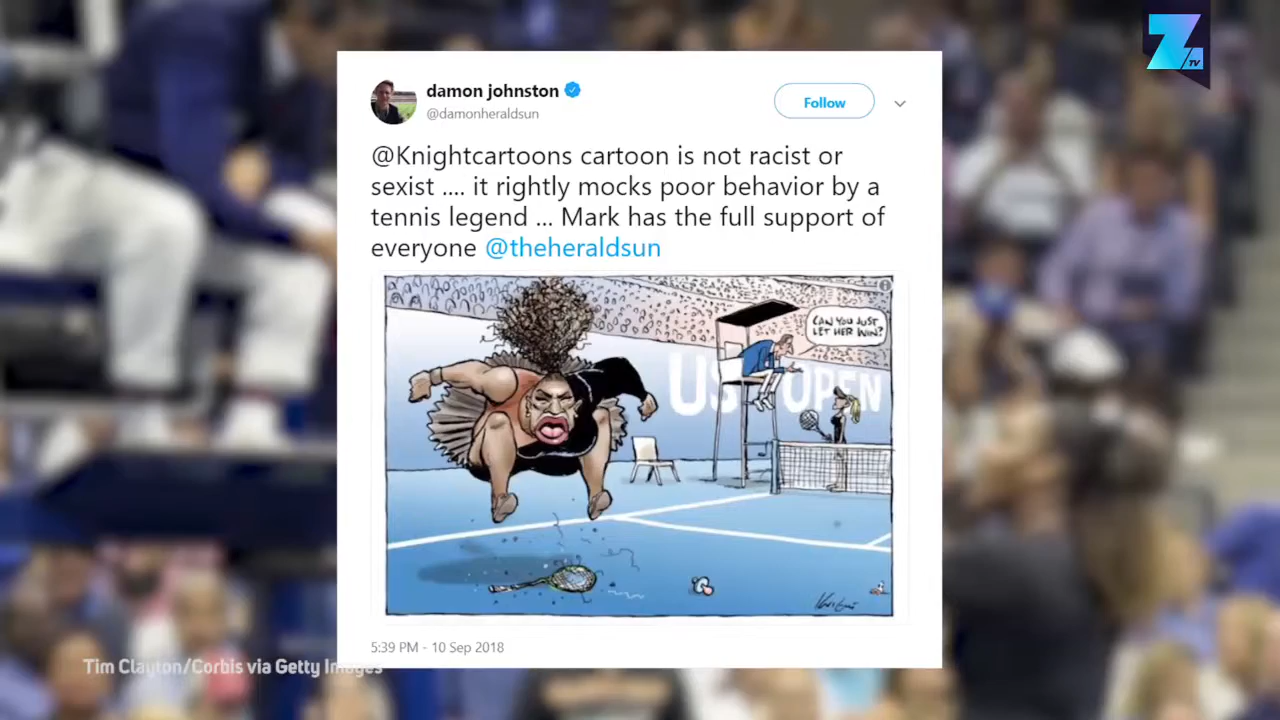 Z
TV
damon johnston
Follow
@damonheraldsun
@Knightcartoons cartoon is not racist or
sexist .... it rightly mocks poor behavior by a
tennis legend ... Mark has the full support of
everyone @theheraldsun
CAN YOU JUST
LET HER WIN?
US OPEN
5:39 PM - 10 Sep 2018
Tim Clayton/Corbis via Getty Images